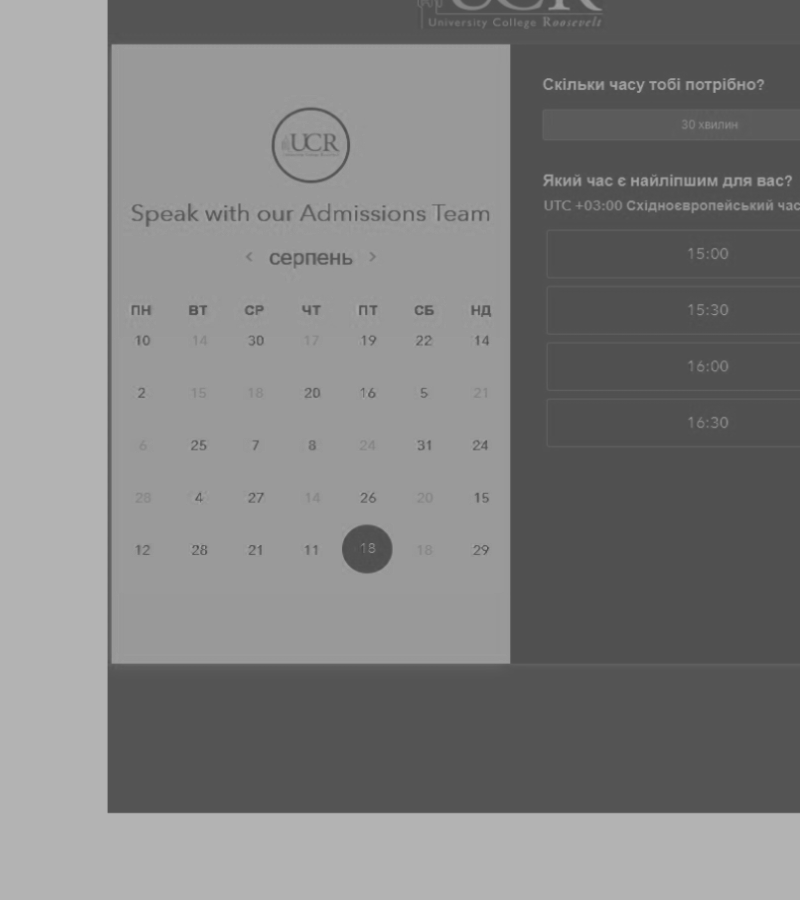 UCR
University College Roosevelt
UCR
Speak with our Admissions Team
< серпень >
ПН ВТ СР ЧТ ПТ СБ НД
10 14 30 17 19 22 14
2 15 18 20 16 5 21
6 25 7 8 24 31 24
28 4 27 14 26 20 15
12 28 21 11 18 18 29
Скільки часу тобі потрібно?
30 хвилин
Який час є найліпшим для вас?
UTC +03:00 Східноєвропейський час
15:00
15:30
16:00
16:30